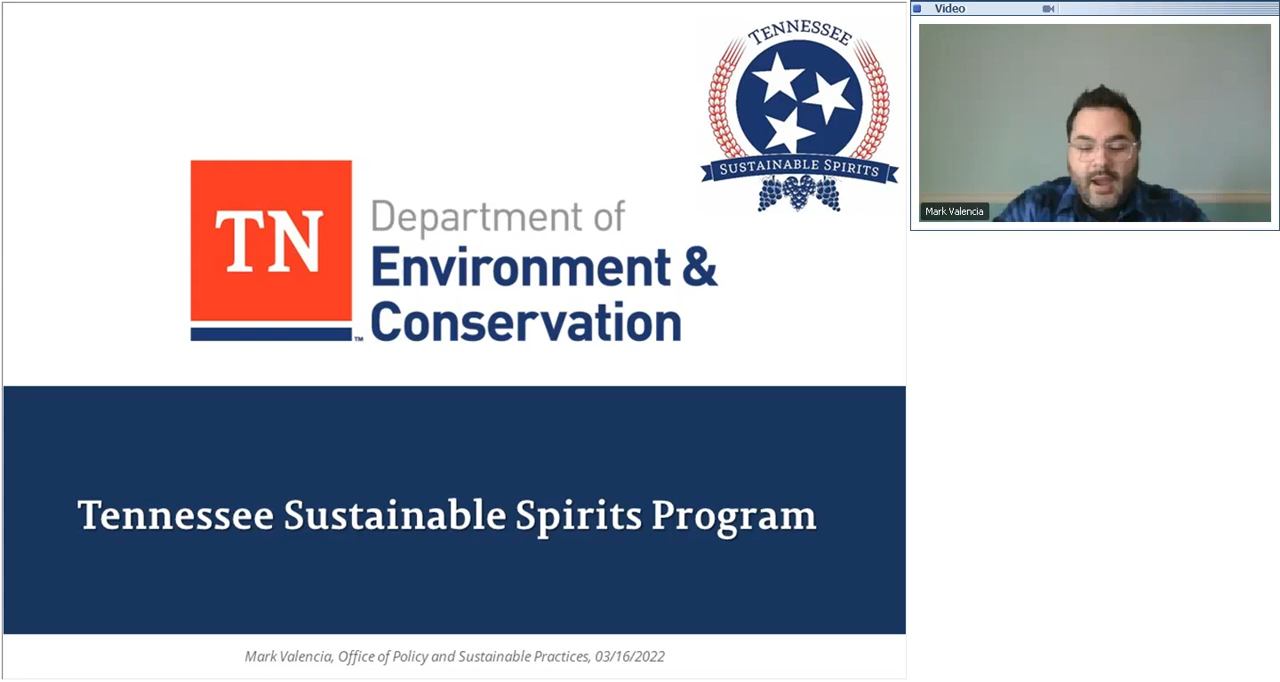 TENNESSEE
SUSTAINABLE SPIRITS
TN
Department of
Environment &
Conservation
™
Tennessee Sustainable Spirits Program
Mark Valencia, Office of Policy and Sustainable Practices, 03/16/2022
Video
Mark Valencia